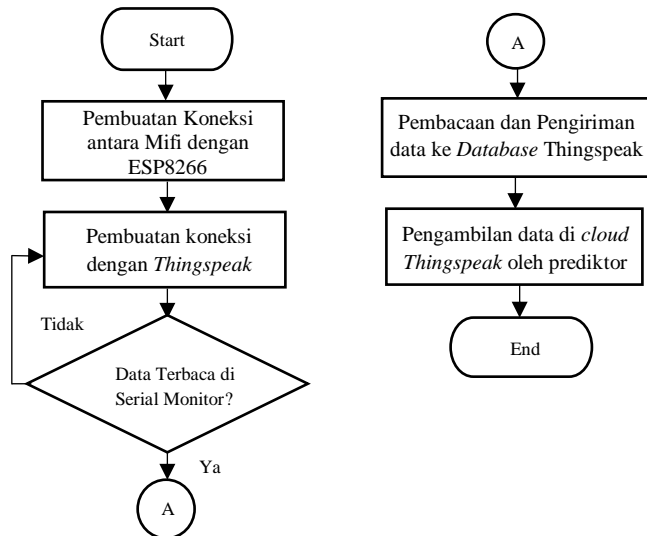 Start
Pembuatan Koneksi
antara Mifi dengan
ESP8266
Pembuatan koneksi
dengan Thingspeak
Tidak
Data Terbaca di
Serial Monitor?
Ya
A
A
Pembacaan dan Pengiriman
data ke Database Thingspeak
Pengambilan data di cloud
Thingspeak oleh prediktor
End